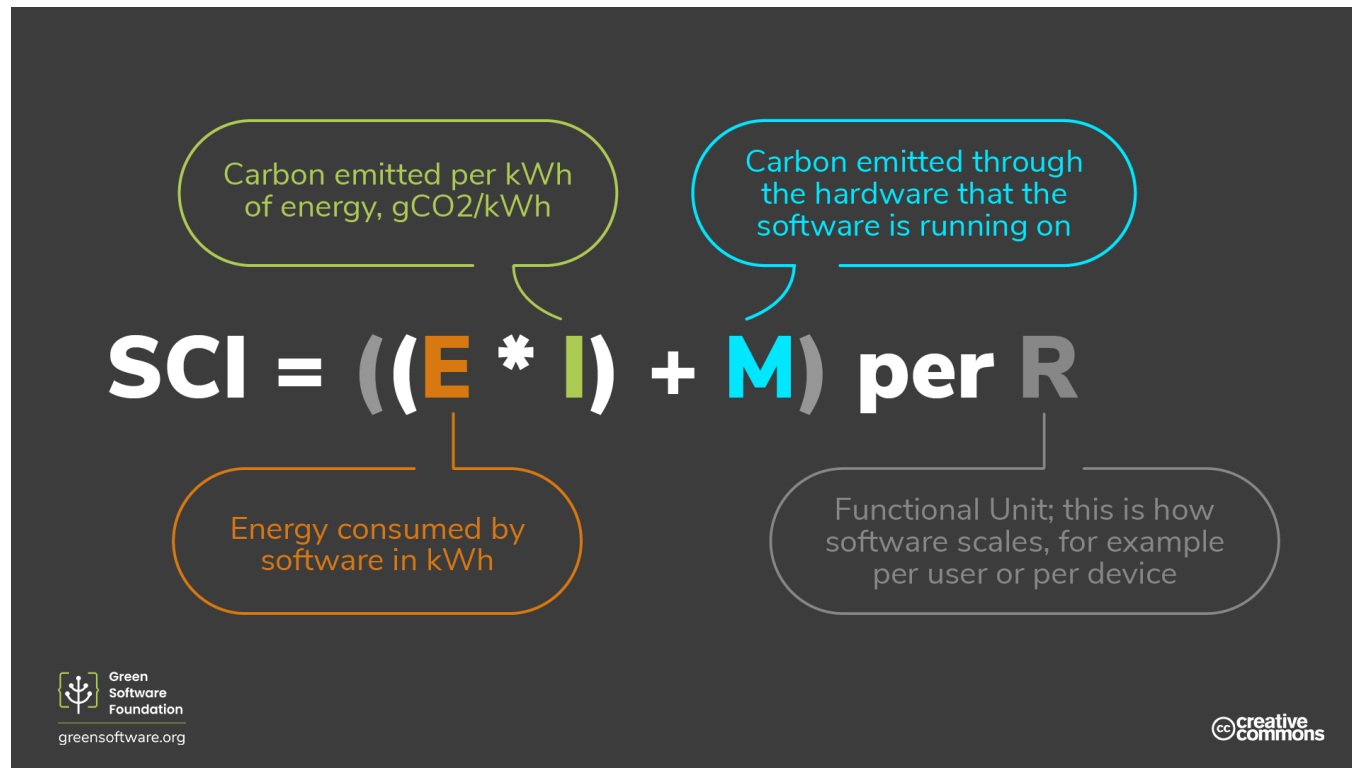 Carbon emitted per kWh
of energy, gCO2/kWh
Carbon emitted through
the hardware that the
software is running on
SCI = ((E * I) + M) per R
Energy consumed by
software in kWh
Functional Unit; this is how
software scales, for example
per user or per device
Green
Software
Foundation
greensoftware.org
cc creative
commons